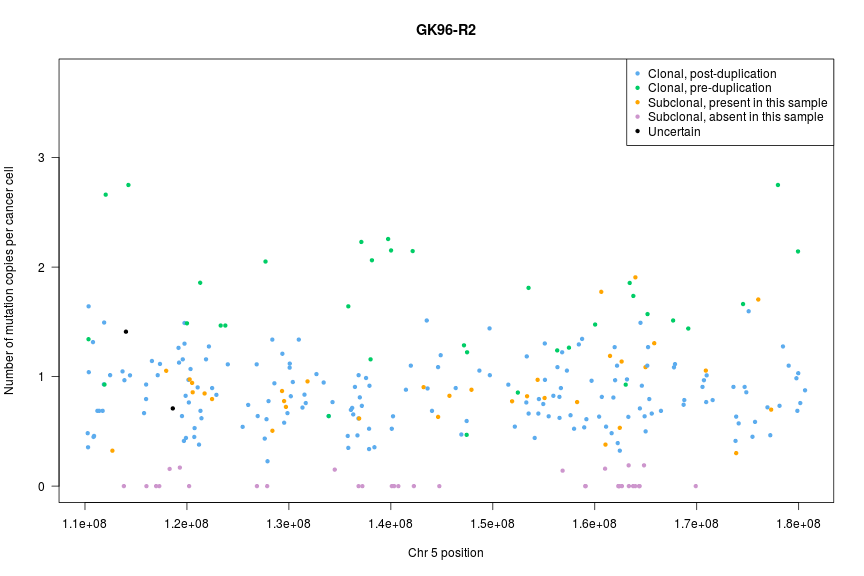 GK96-R2
Number of mutation copies per cancer cell
3
2
1
0
Clonal, post-duplication
Clonal, pre-duplication
Subclonal, present in this sample
Subclonal, absent in this sample
Uncertain
1.1e+08 1.2e+08 1.3e+08 1.4e+08 1.5e+08 1.6e+08 1.7e+08 1.8e+08
Chr 5 position